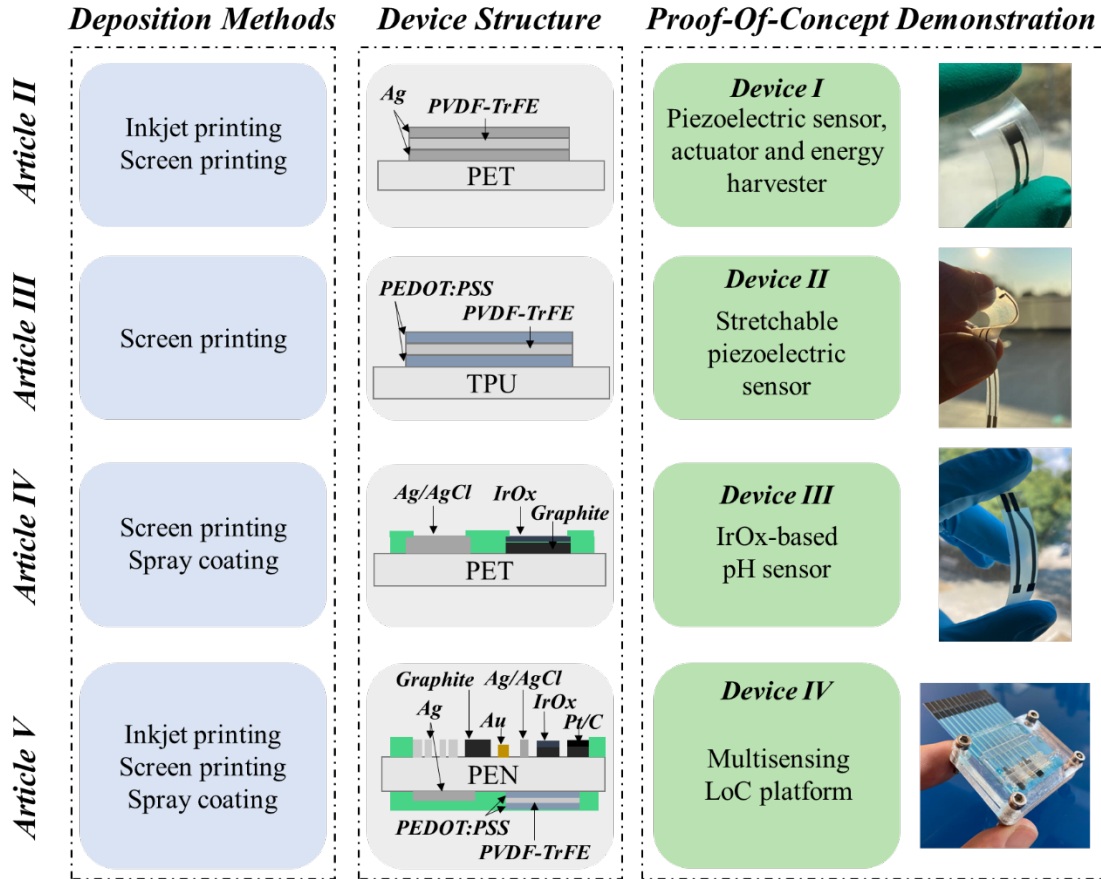 Deposition Methods Device Structure Proof-Of-Concept Demonstration
Article II
Inkjet printing
Screen printing
Ag
PVDF-TrFE
PET
Device I
Piezoelectric sensor,
actuator and energy
harvester
Article III
Screen printing
PEDOT:PSS
PVDF-TrFE
TPU
Device II
Stretchable
piezoelectric
sensor
Article IV
Screen printing
Spray coating
Ag/AgCl
IrOx
Graphite
PET
Device III
IrOx-based
pH sensor
Article V
Inkjet printing
Screen printing
Spray coating
Graphite
Ag/AgCl
Ag
Au
IrOx
Pt/C
PEN
PEDOT:PSS
PVDF-TrFE
Device IV
Multisensing
LoC platform